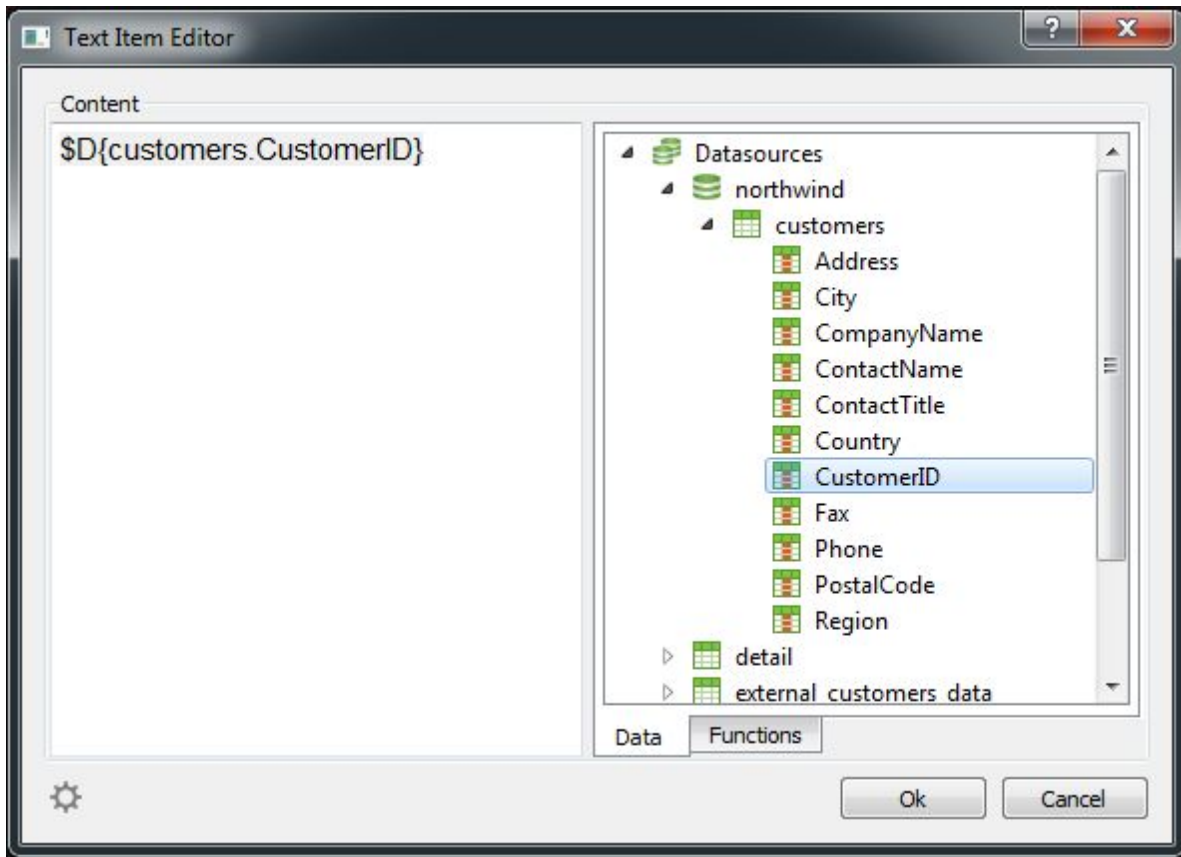 Text Item Editor
?
X
Content
$D{customers.CustomerID}
Datasources
northwind
customers
Address
City
CompanyName
ContactName
ContactTitle
Country
CustomerID
Fax
Phone
PostalCode
Region
detail
external_customers_data
Data
Functions
Ok
Cancel